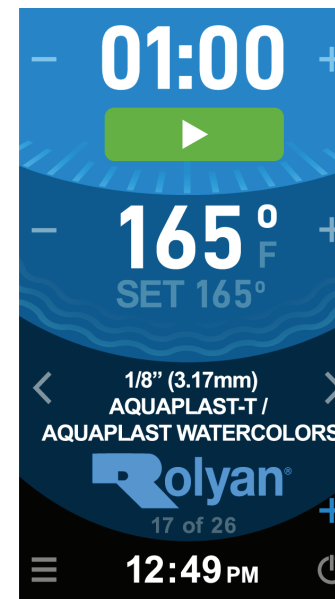 01:00
165°
F
SET 165°
1/8” (3.17mm)
AQUAPLAST-T /
AQUAPLAST WATERCOLORS
Rolyan®
17 of 26
12:49 PM